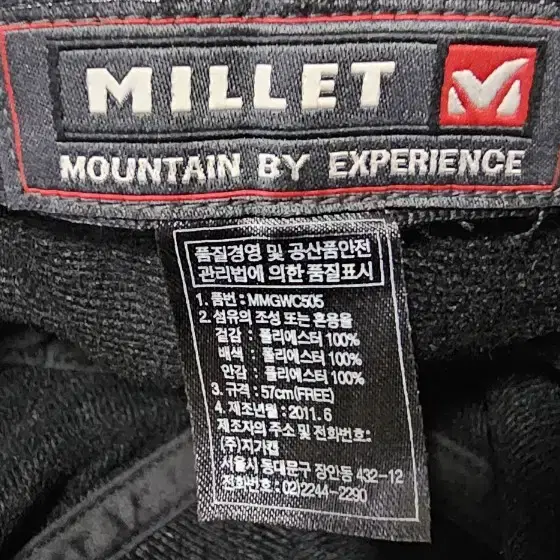 MILLET
MOUNTAIN BY EXPERIENCE
품질경영 및 공산품안전
관리법에 의한 품질표시
1. 품번 : MMGWC505
2. 섬유의 조성 또는 혼용율
겉감 : 폴리에스터 100%
배색 : 폴리에스터 100%
안감 : 폴리에스터 100%
3. 규격 : 57cm(FREE)
4. 제조년월 : 2011. 6
제조자의 주소 및 전화번호:
(주)지기캡
서울시 동대문구 장안동 432-12
전화번호 : 02)2244-2290